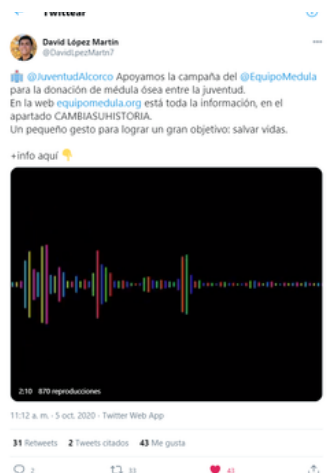 Twittear
David López Martín
@DavidLpezMartn7
@JuventudAlcorco Apoyamos la campaña del @EquipoMedula
para la donación de médula ósea entre la juventud.
En la web equipomedula.org está toda la información, en el
apartado CAMBIASUHISTORIA.
Un pequeño gesto para lograr un gran objetivo: salvar vidas.
+info aquí
2:10 870 reproducciones
11:12 a. m. · 5 oct. 2020 · Twitter Web App
31 Retweets 2 Tweets citados 43 Me gusta
2 33 43